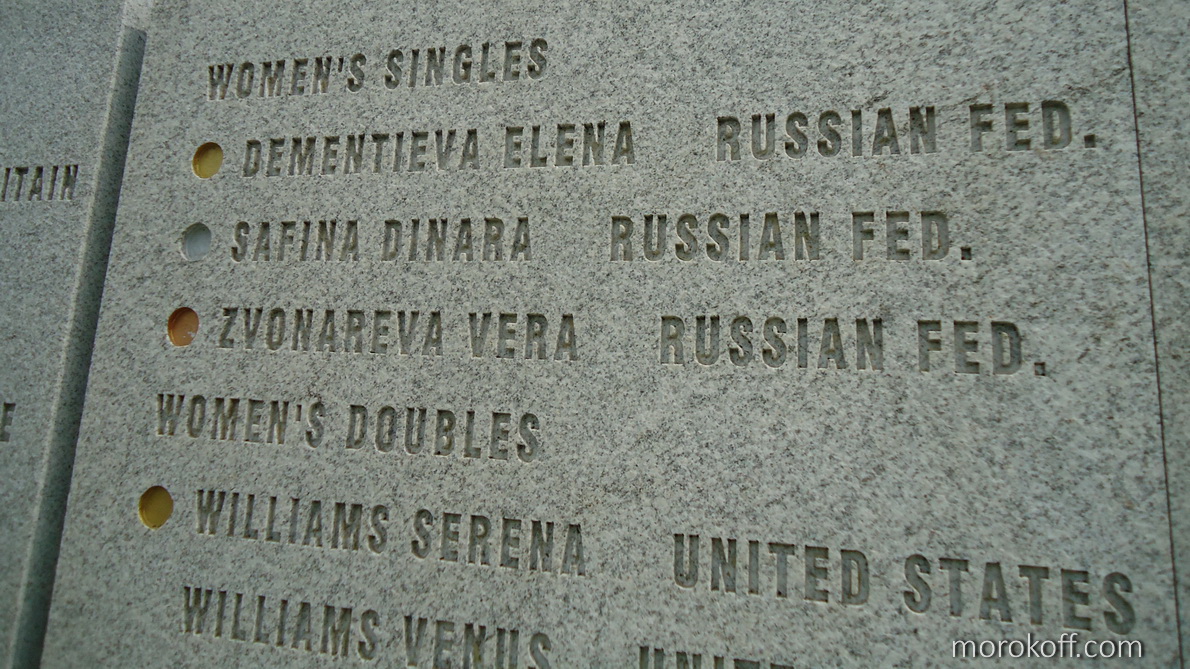 WOMEN'S SINGLES
DEMENTIEVA ELENA RUSSIAN FED.
SAFINA DINARA RUSSIAN FED.
ZVONAREVA VERA RUSSIAN FED.
WOMEN'S DOUBLES
WILLIAMS SERENA UNITED STATES
WILLIAMS VENUS
morokoff.com